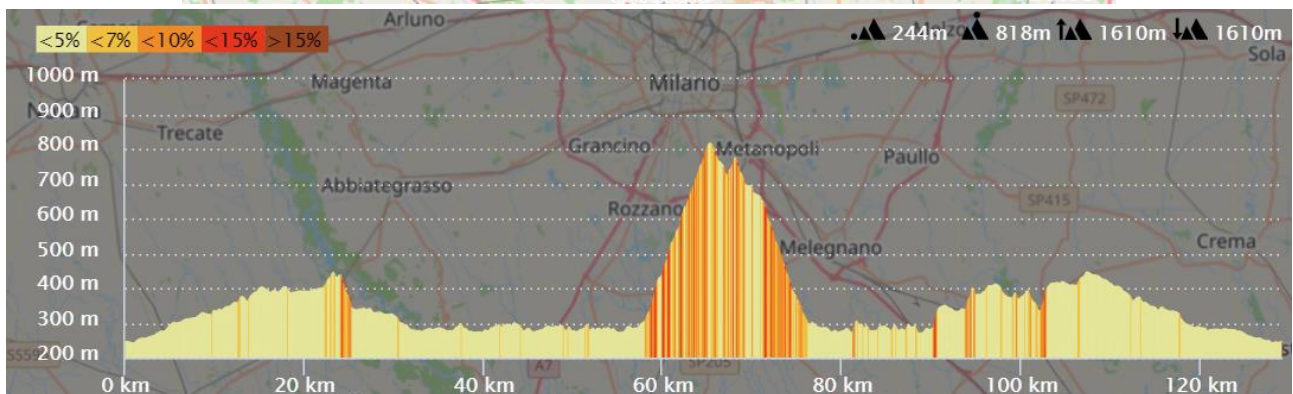 Arluno
<5% <7% <10% <15% >15%
244m 818m 1610m 1610m
Sola
1000 m
Magenta
Milano
SP472
900 m
Trecate
800 m
Grancino
Metanopoli
Paullo
700 m
Abbiategrasso
600 m
Rozzano
SP415
500 m
Melegnano
Crema
400 m
300 m
200 m
A7
SP205
0 km 20 km 40 km 60 km 80 km 100 km 120 km